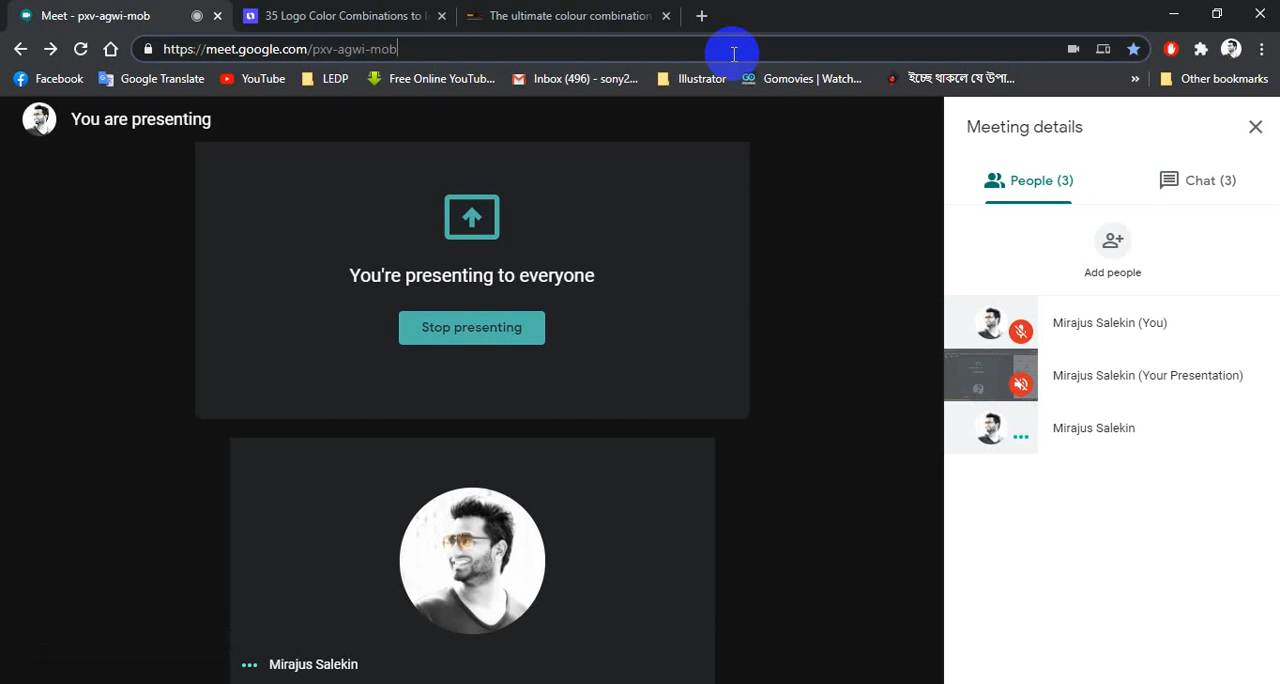 Meet - pxv-agwi-mob
35 Logo Color Combinations to I
The ultimate colour combination
https://meet.google.com/pxv-agwi-mob
Facebook
Google Translate
YouTube
LEDP
Free Online YouTub...
Inbox (496) - sony2...
Illustrator
Gomovies | Watch...
ইচ্ছে থাকলে যে উপা...
»
Other bookmarks
You are presenting
You're presenting to everyone
Stop presenting
Mirajus Salekin
Meeting details
People (3)
Chat (3)
Add people
Mirajus Salekin (You)
Mirajus Salekin (Your Presentation)
Mirajus Salekin